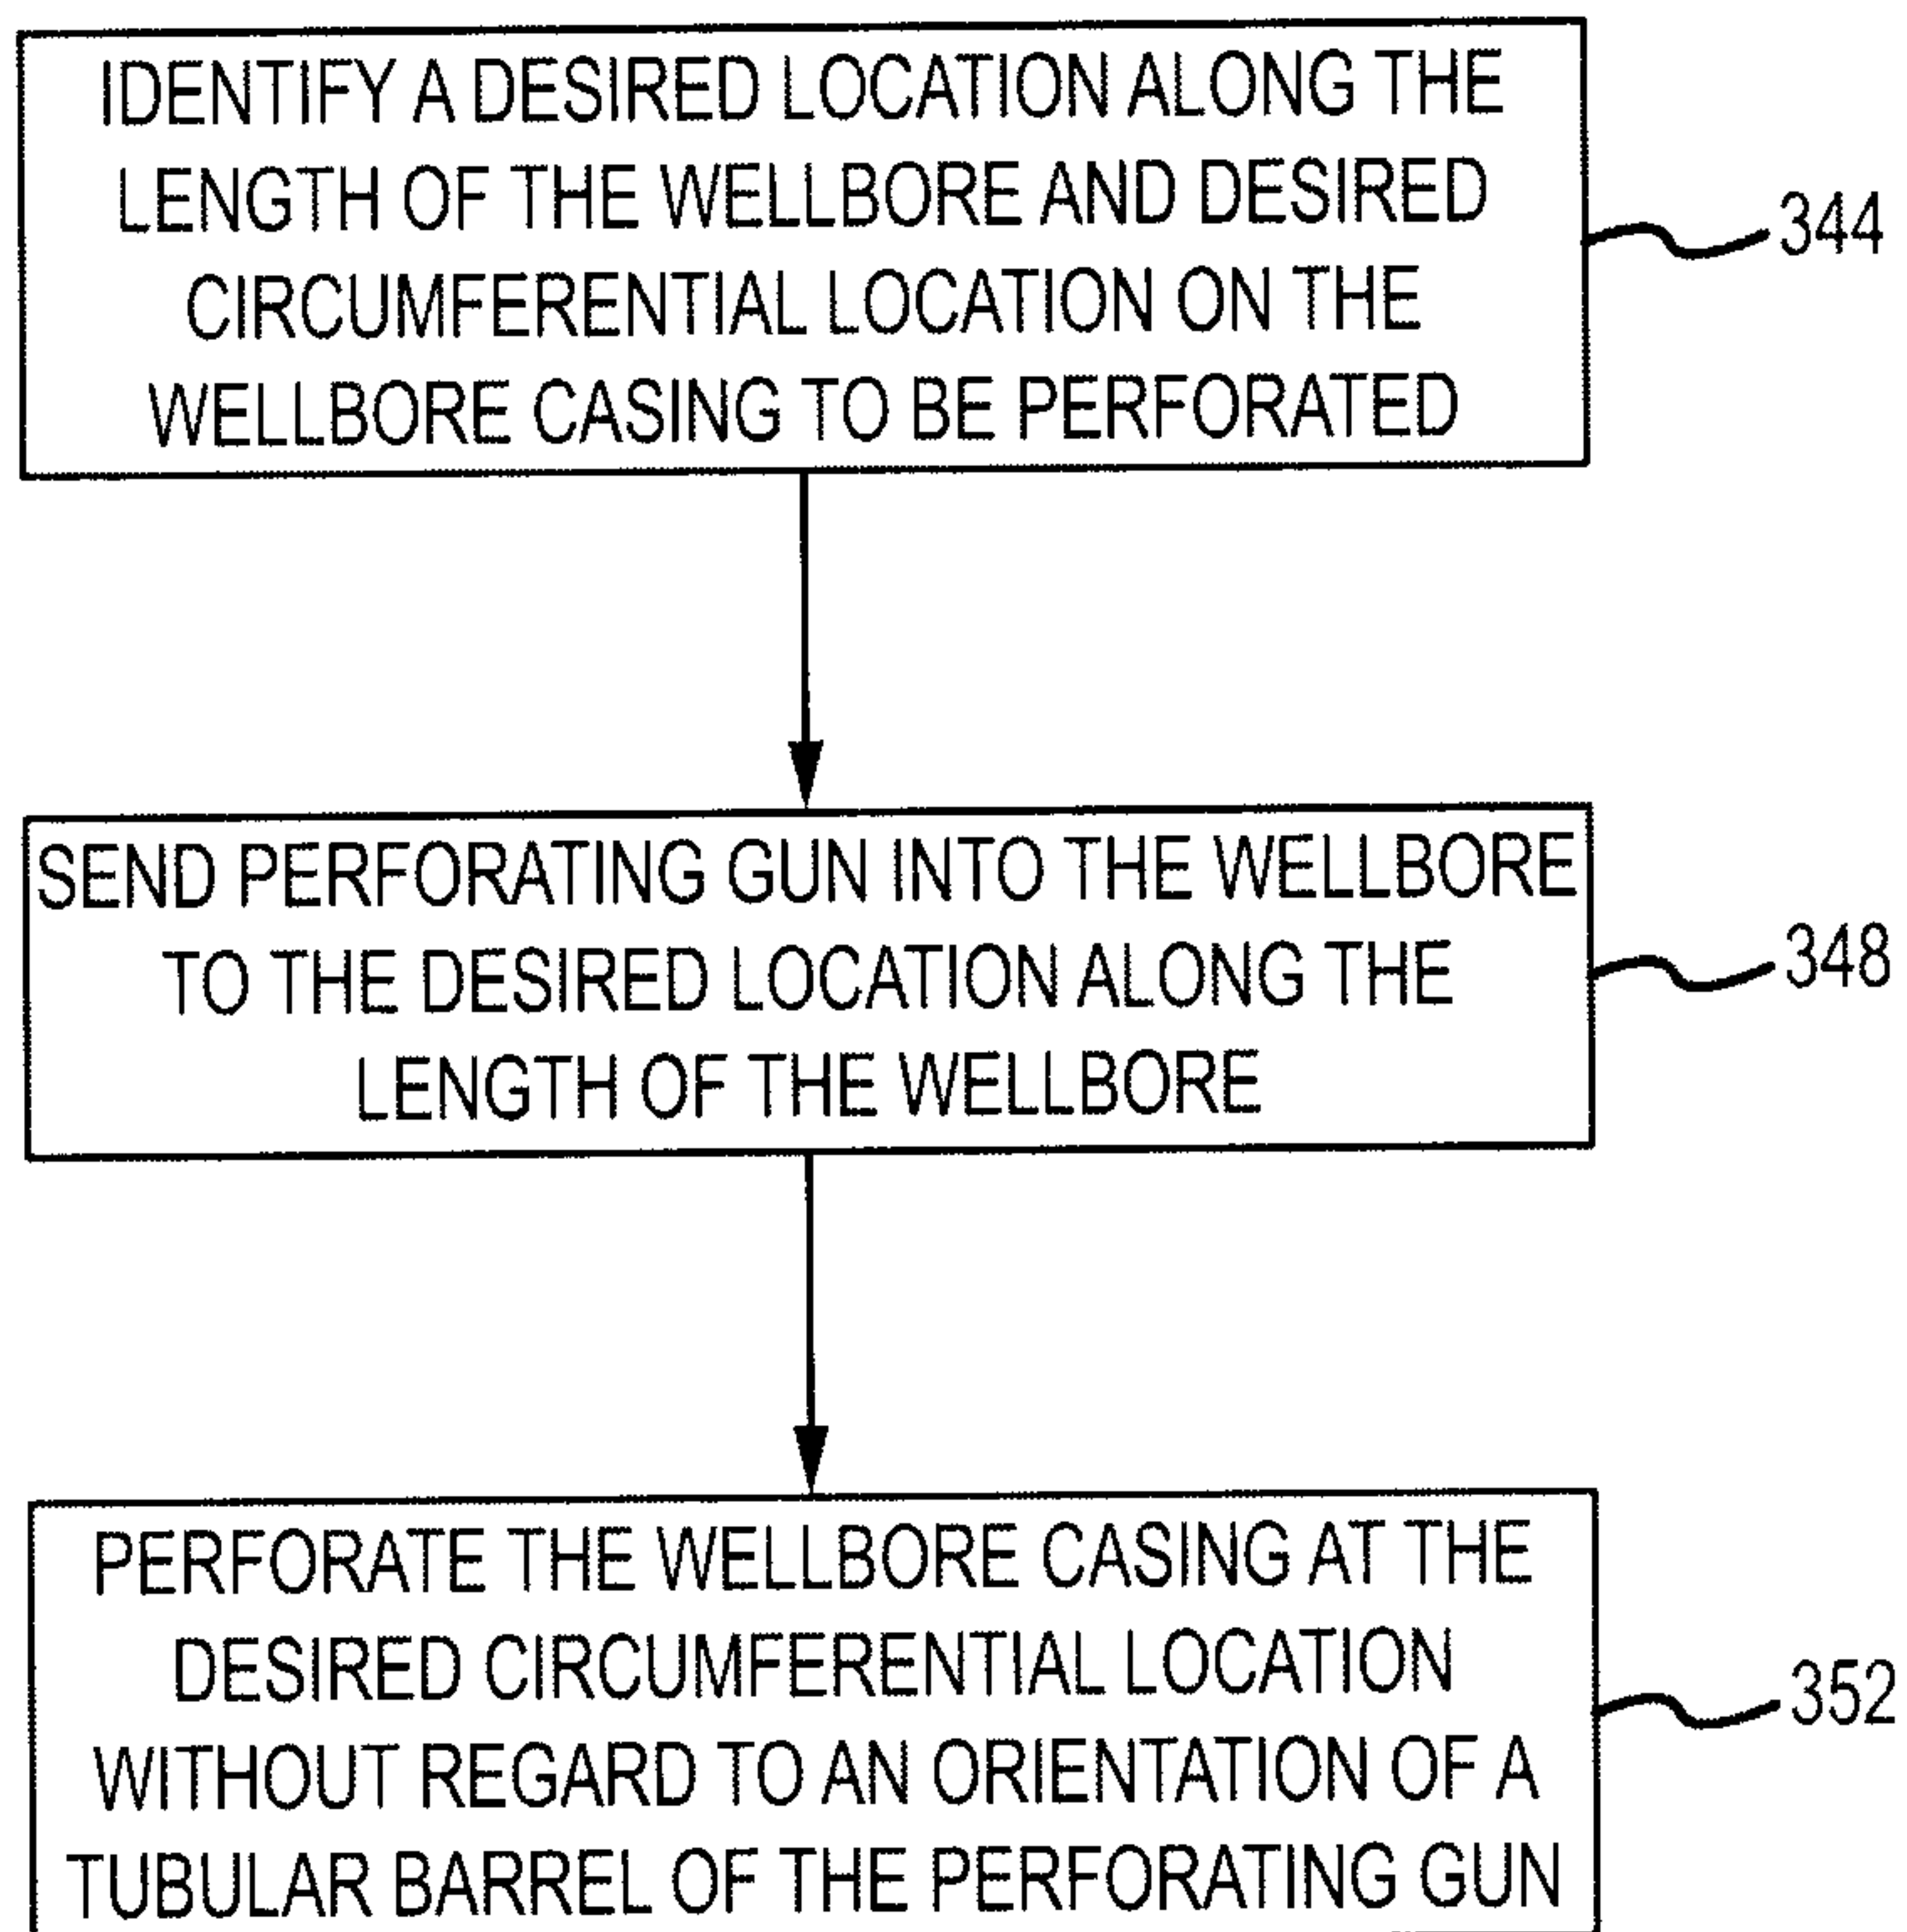 IDENTIFY A DESIRED LOCATION ALONG THE
LENGTH OF THE WELLBORE AND DESIRED
CIRCUMFERENTIAL LOCATION ON THE
WELLBORE CASING TO BE PERFORATED
344
SEND PERFORATING GUN INTO THE WELLBORE
TO THE DESIRED LOCATION ALONG THE
LENGTH OF THE WELLBORE
348
PERFORATE THE WELLBORE CASING AT THE
DESIRED CIRCUMFERENTIAL LOCATION
WITHOUT REGARD TO AN ORIENTATION OF A
TUBULAR BARREL OF THE PERFORATING GUN
352